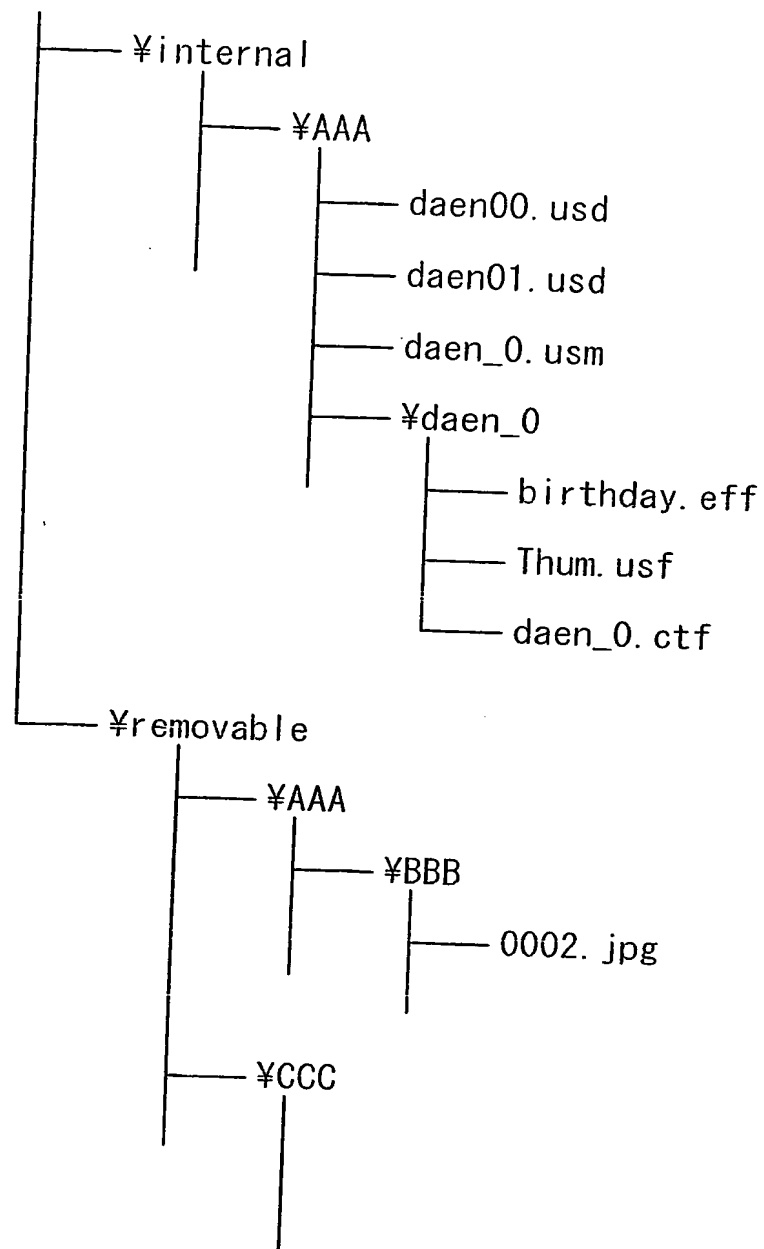 ¥internal
¥AAA
daen00.usd
daen01.usd
daen_0.usm
¥daen_0
birthday.eff
Thum.usf
daen_0.ctf
¥removable
¥AAA
¥BBB
0002.jpg
¥CCC